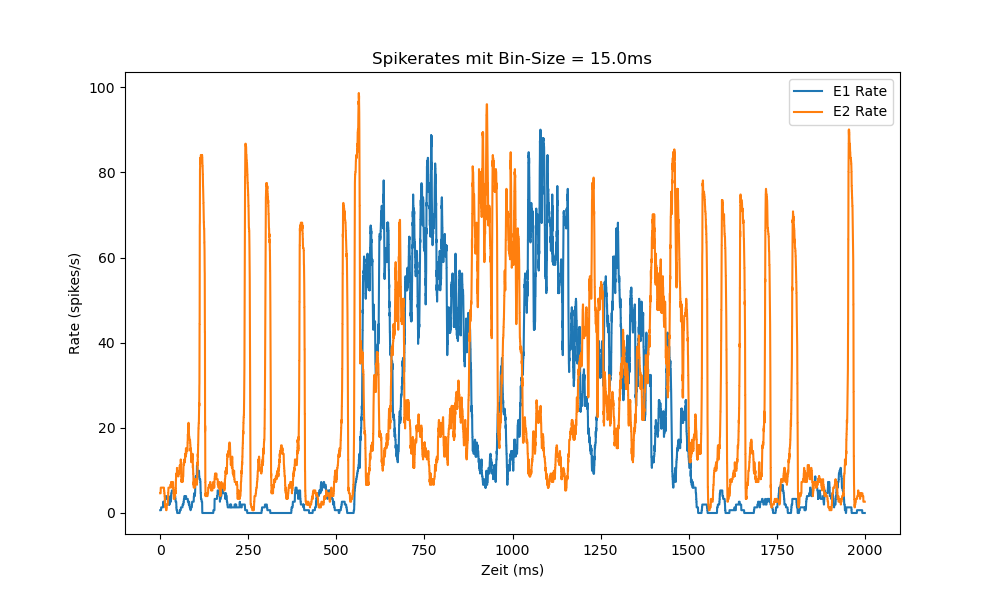 Spikerates mit Bin-Size = 15.0ms
E1 Rate
E2 Rate
Rate (spikes/s)
100
80
60
40
20
0
0 250 500 750 1000 1250 1500 1750 2000
Zeit (ms)